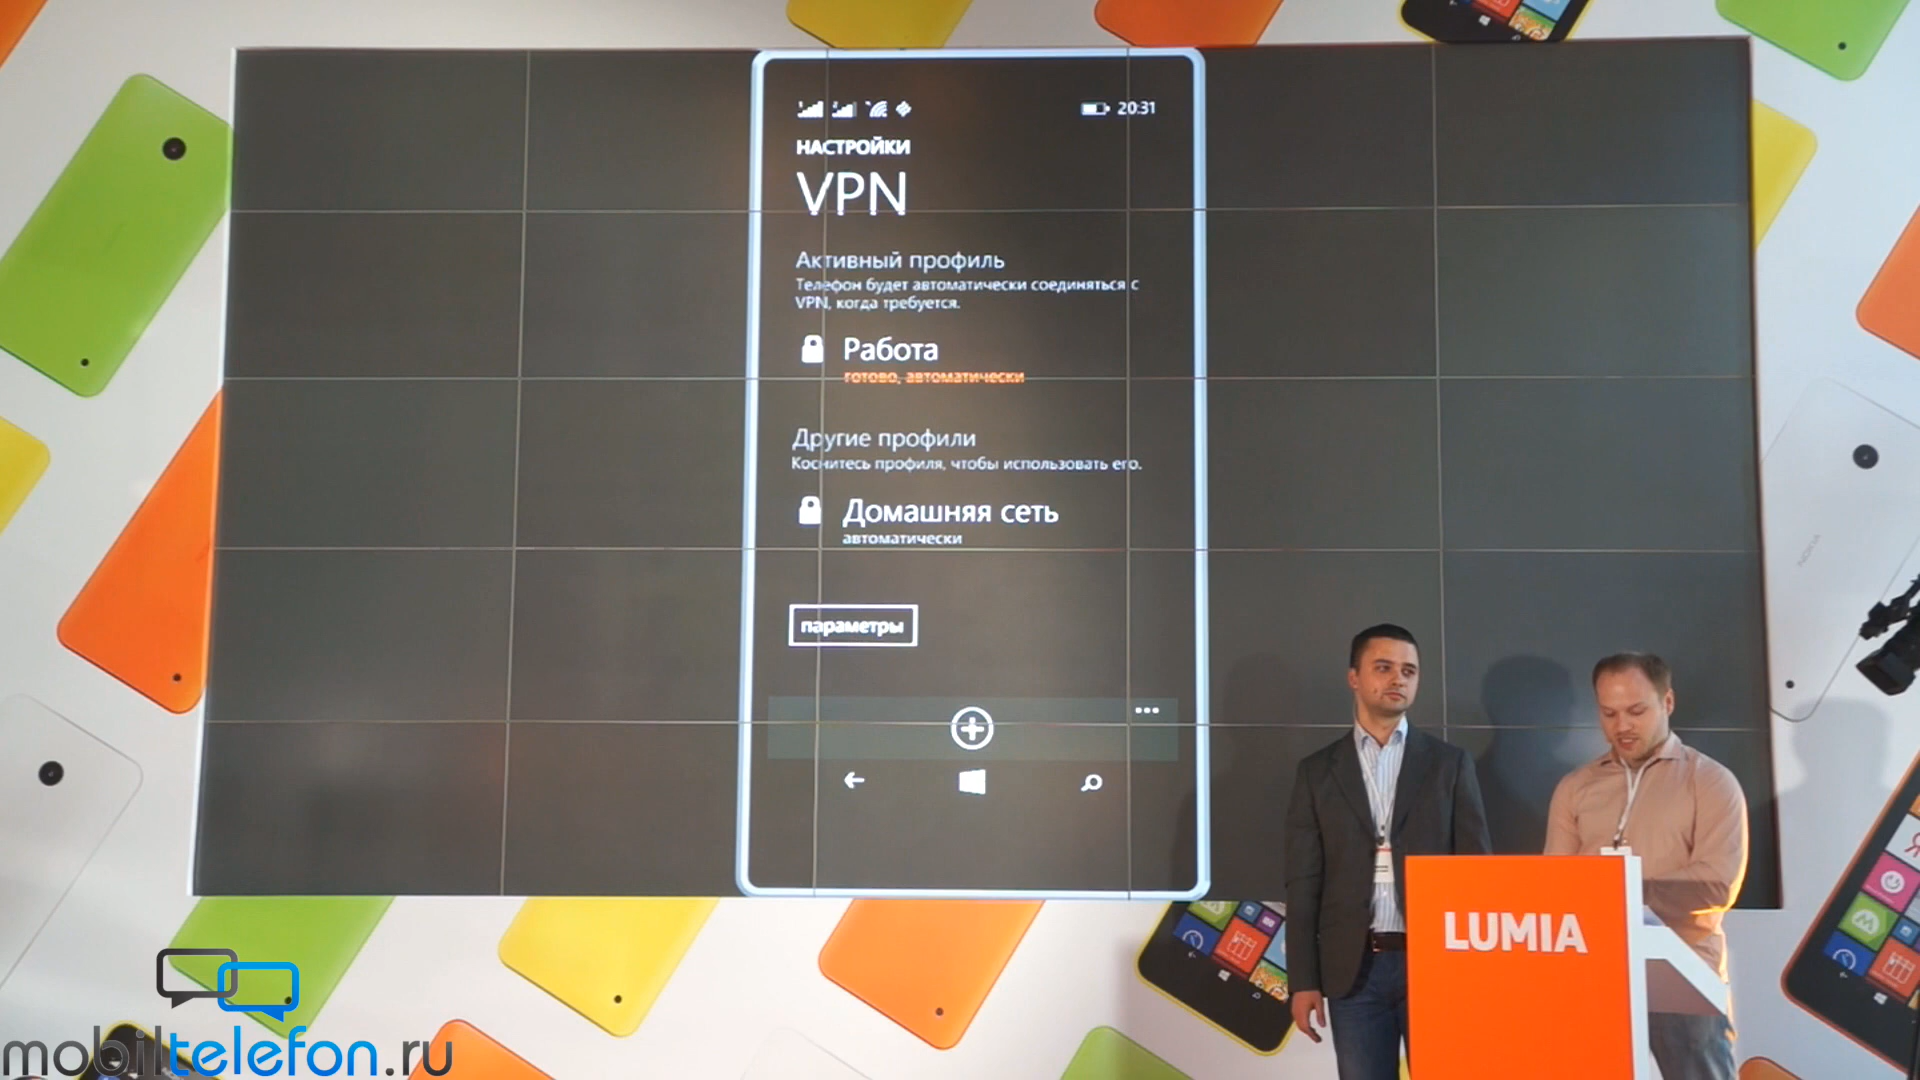 20:31
НАСТРОЙКИ
VPN
Активный профиль
Телефон будет автоматически соединяться с
VPN, когда требуется.
Работа
готово, автоматически
Другие профили
Коснитесь профиля, чтобы использовать его.
Домашняя сеть
автоматически
параметры
NOKIA
LUMIA
mobiltelefon.ru